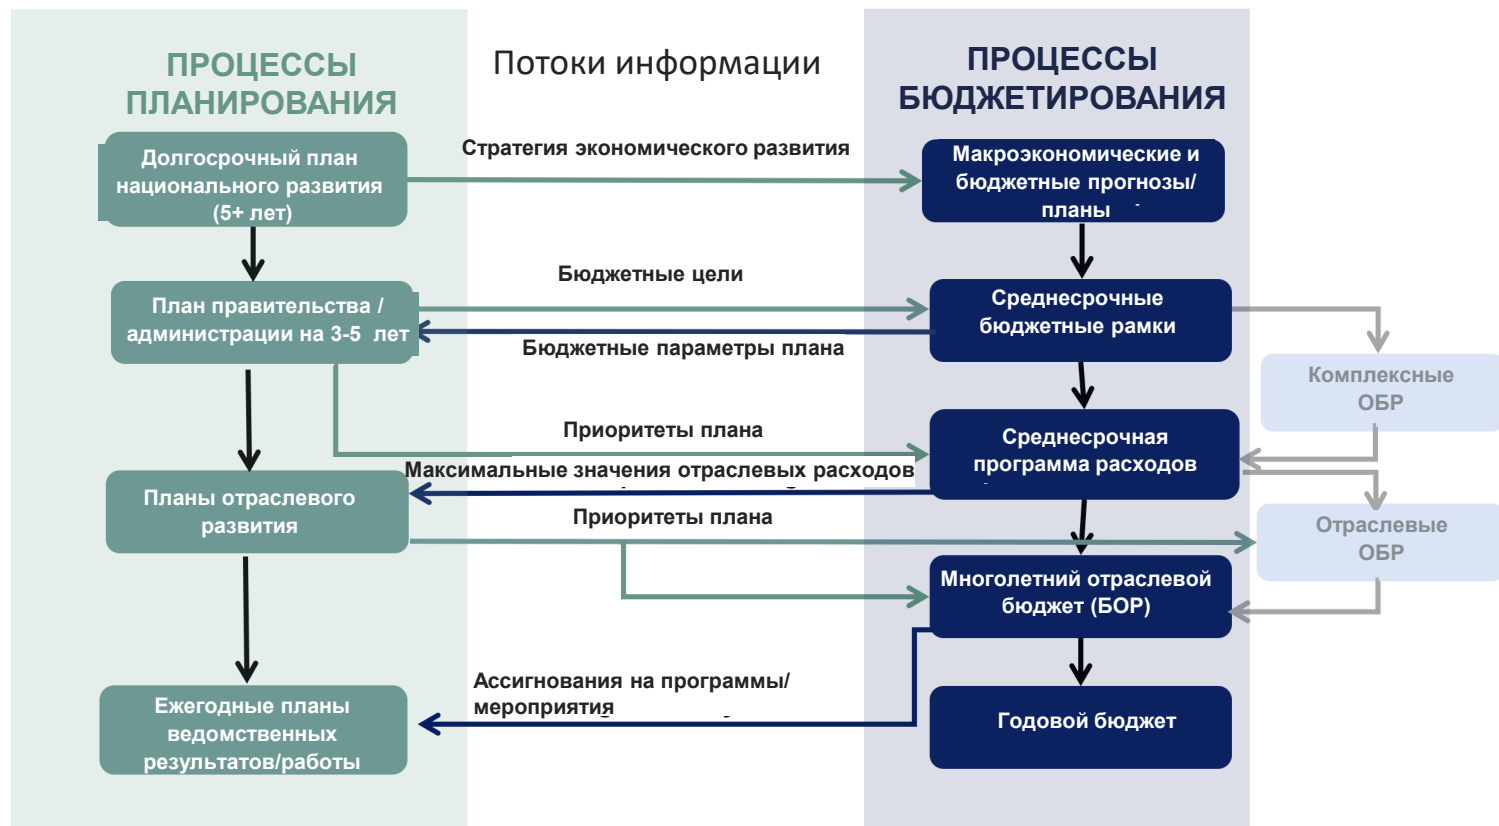 ПРОЦЕССЫ
ПЛАНИРОВАНИЯ
Потоки информации
ПРОЦЕССЫ
БЮДЖЕТИРОВАНИЯ
Долгосрочный план
национального развития
(5+ лет)
Стратегия экономического развития
Макроэкономические и
бюджетные прогнозы/
планы
План правительства /
администрации на 3-5 лет
Бюджетные цели
Бюджетные параметры плана
Среднесрочные
бюджетные рамки
Комплексные
ОБР
Приоритеты плана
Максимальные значения отраслевых расходов
Среднесрочная
программа расходов
Планы отраслевого
развития
Приоритеты плана
Отраслевые
ОБР
Многолетний отраслевой
бюджет (БОР)
Ассигнования на программы/
мероприятия
Ежегодные планы
ведомственных
результатов/работы
Годовой бюджет